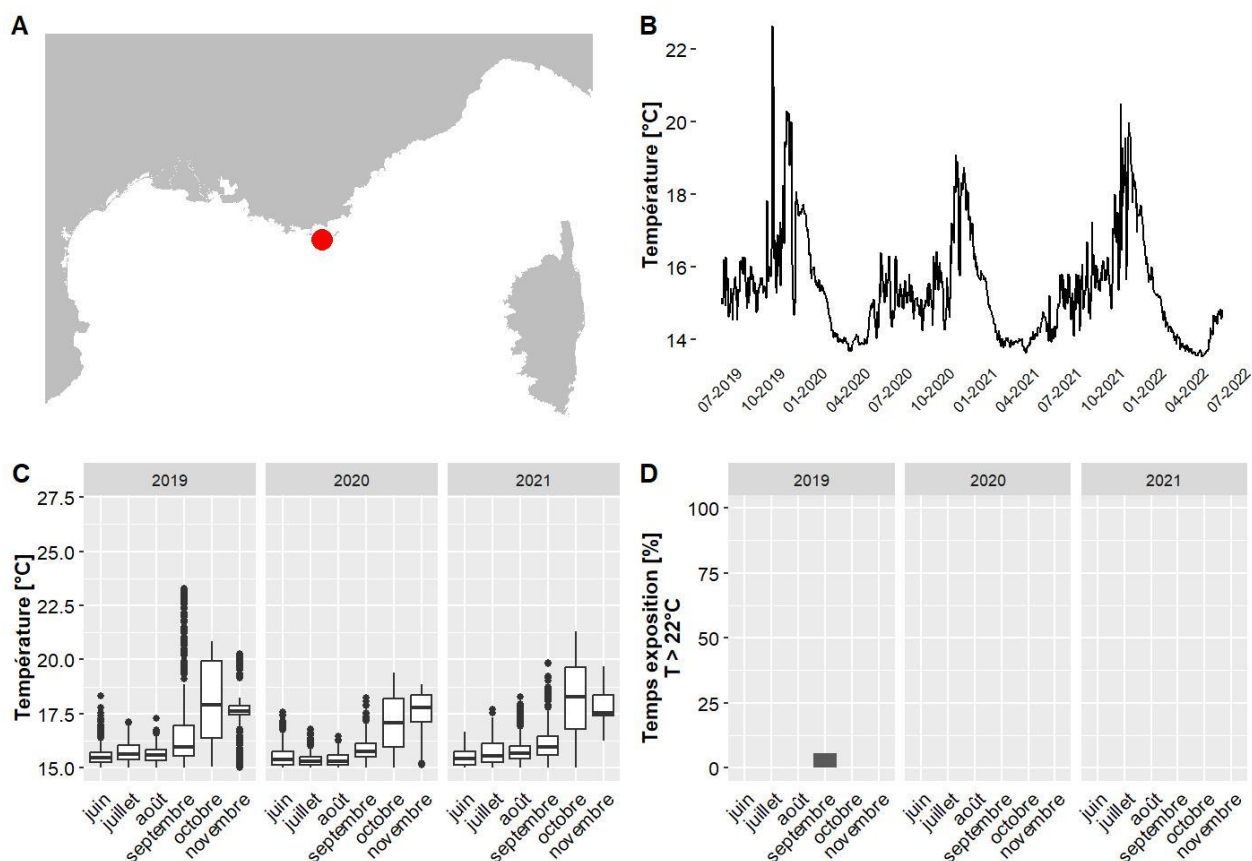 A
B
Température [°C]
22
20
18
16
14
07-2019
10-2019
01-2020
04-2020
07-2020
10-2020
01-2021
04-2021
07-2021
10-2021
01-2022
04-2022
07-2022
C
2019
2020
2021
Température [°C]
27.5
25.0
22.5
20.0
17.5
15.0
juin
juillet
août
septembre
octobre
novembre
juin
juillet
août
septembre
octobre
novembre
juin
juillet
août
septembre
octobre
novembre
D
2019
2020
2021
Temps exposition [%]
T > 22°C
100
75
50
25
0
juin
juillet
août
septembre
octobre
novembre
juin
juillet
août
septembre
octobre
novembre
juin
juillet
août
septembre
octobre
novembre